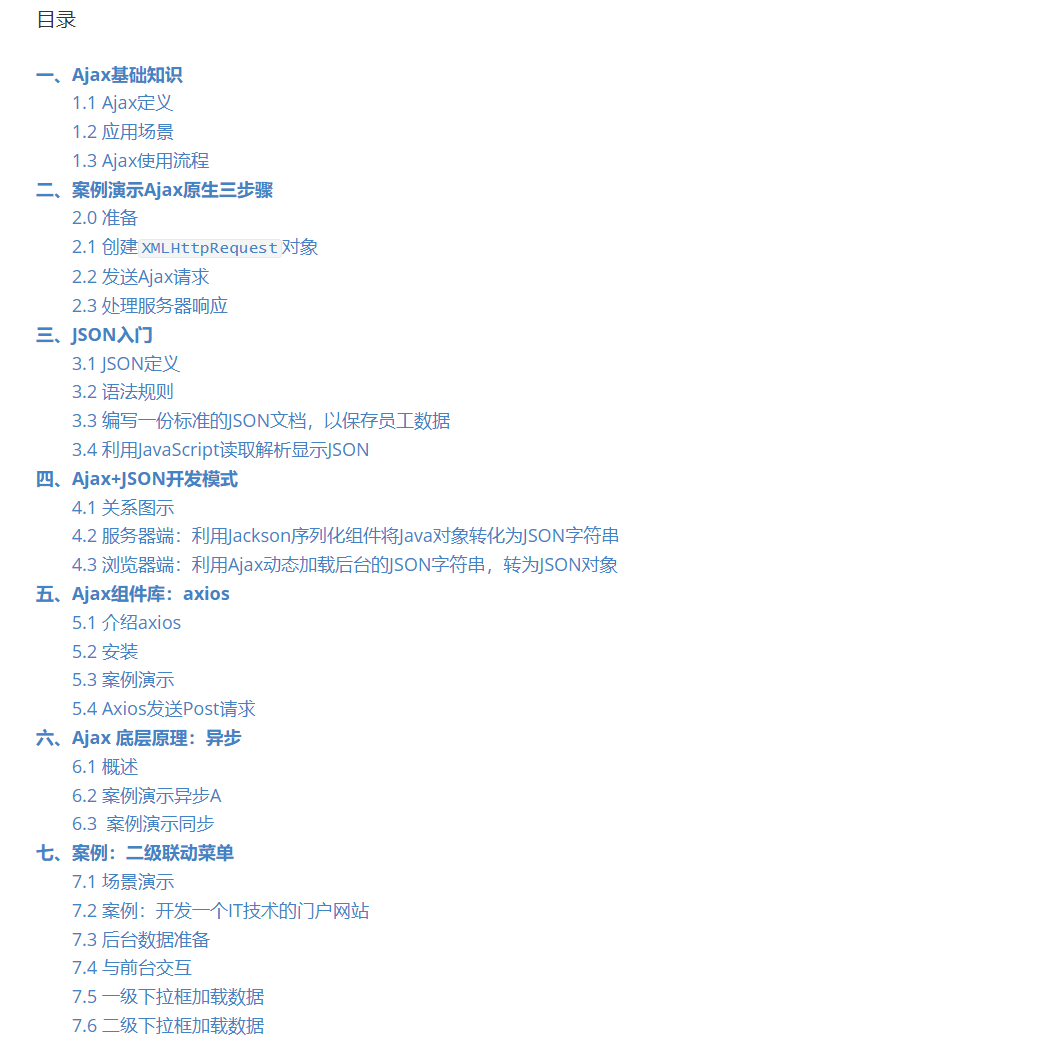 目录
一、Ajax基础知识
1.1 Ajax定义
1.2 应用场景
1.3 Ajax使用流程
二、案例演示Ajax原生三步骤
2.0 准备
2.1 创建XMLHttpRequest对象
2.2 发送Ajax请求
2.3 处理服务器响应
三、JSON入门
3.1 JSON定义
3.2 语法规则
3.3 编写一份标准的JSON文档，以保存员工数据
3.4 利用JavaScript读取解析显示JSON
四、Ajax+JSON开发模式
4.1 关系图示
4.2 服务器端：利用Jackson序列化组件将Java对象转化为JSON字符串
4.3 浏览器端：利用Ajax动态加载后台的JSON字符串，转为JSON对象
五、Ajax组件库：axios
5.1 介绍axios
5.2 安装
5.3 案例演示
5.4 Axios发送Post请求
六、Ajax 底层原理：异步
6.1 概述
6.2 案例演示异步A
6.3 案例演示同步
七、案例：二级联动菜单
7.1 场景演示
7.2 案例：开发一个IT技术的门户网站
7.3 后台数据准备
7.4 与前台交互
7.5 一级下拉框加载数据
7.6 二级下拉框加载数据